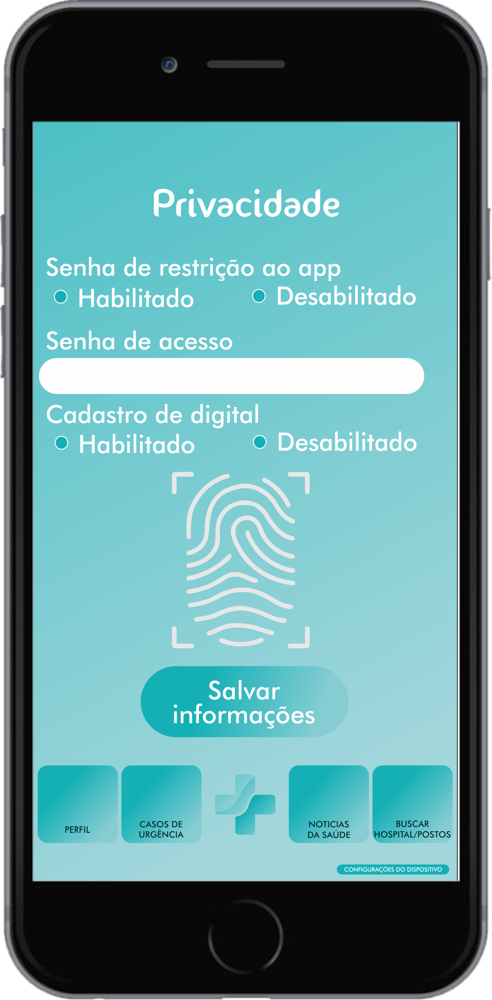 Privacidade
Senha de restrição ao app
Habilitado Desabilitado
Senha de acesso
Cadastro de digital
Habilitado Desabilitado
Salvar
informações
PERFIL
CASOS DE
URGÊNCIA
NOTICIAS
DA SAÚDE
BUSCAR
HOSPITAL/POSTOS
CONFIGURAÇÕES DO DISPOSITIVO